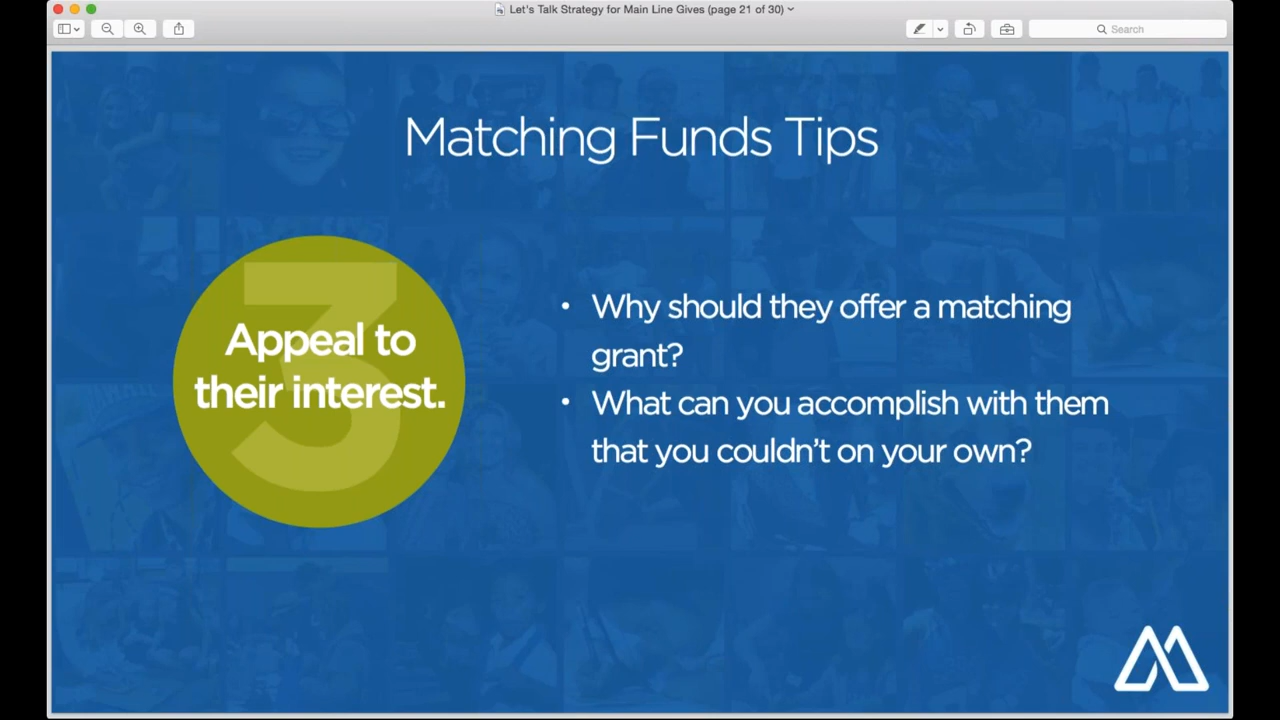 Let's Talk Strategy for Main Line Gives (page 21 of 30)
Search
Matching Funds Tips
3
Appeal to
their interest.
• Why should they offer a matching
grant?
• What can you accomplish with them
that you couldn't on your own?